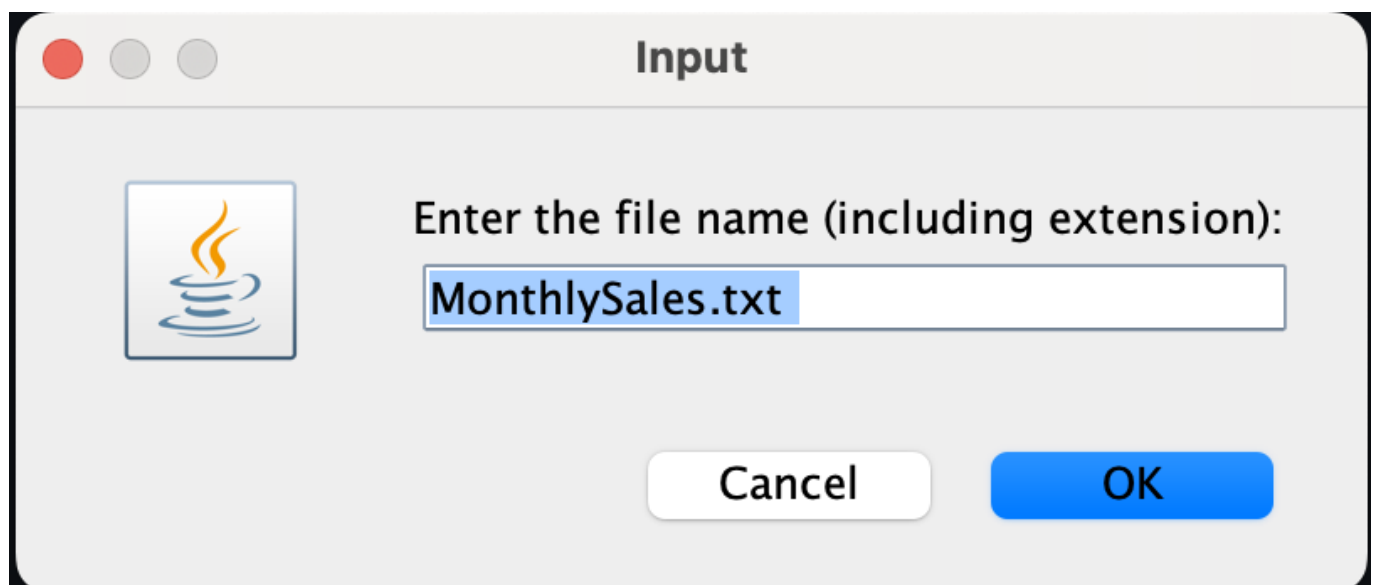 Input
Enter the file name (including extension):
MonthlySales.txt
Cancel
OK